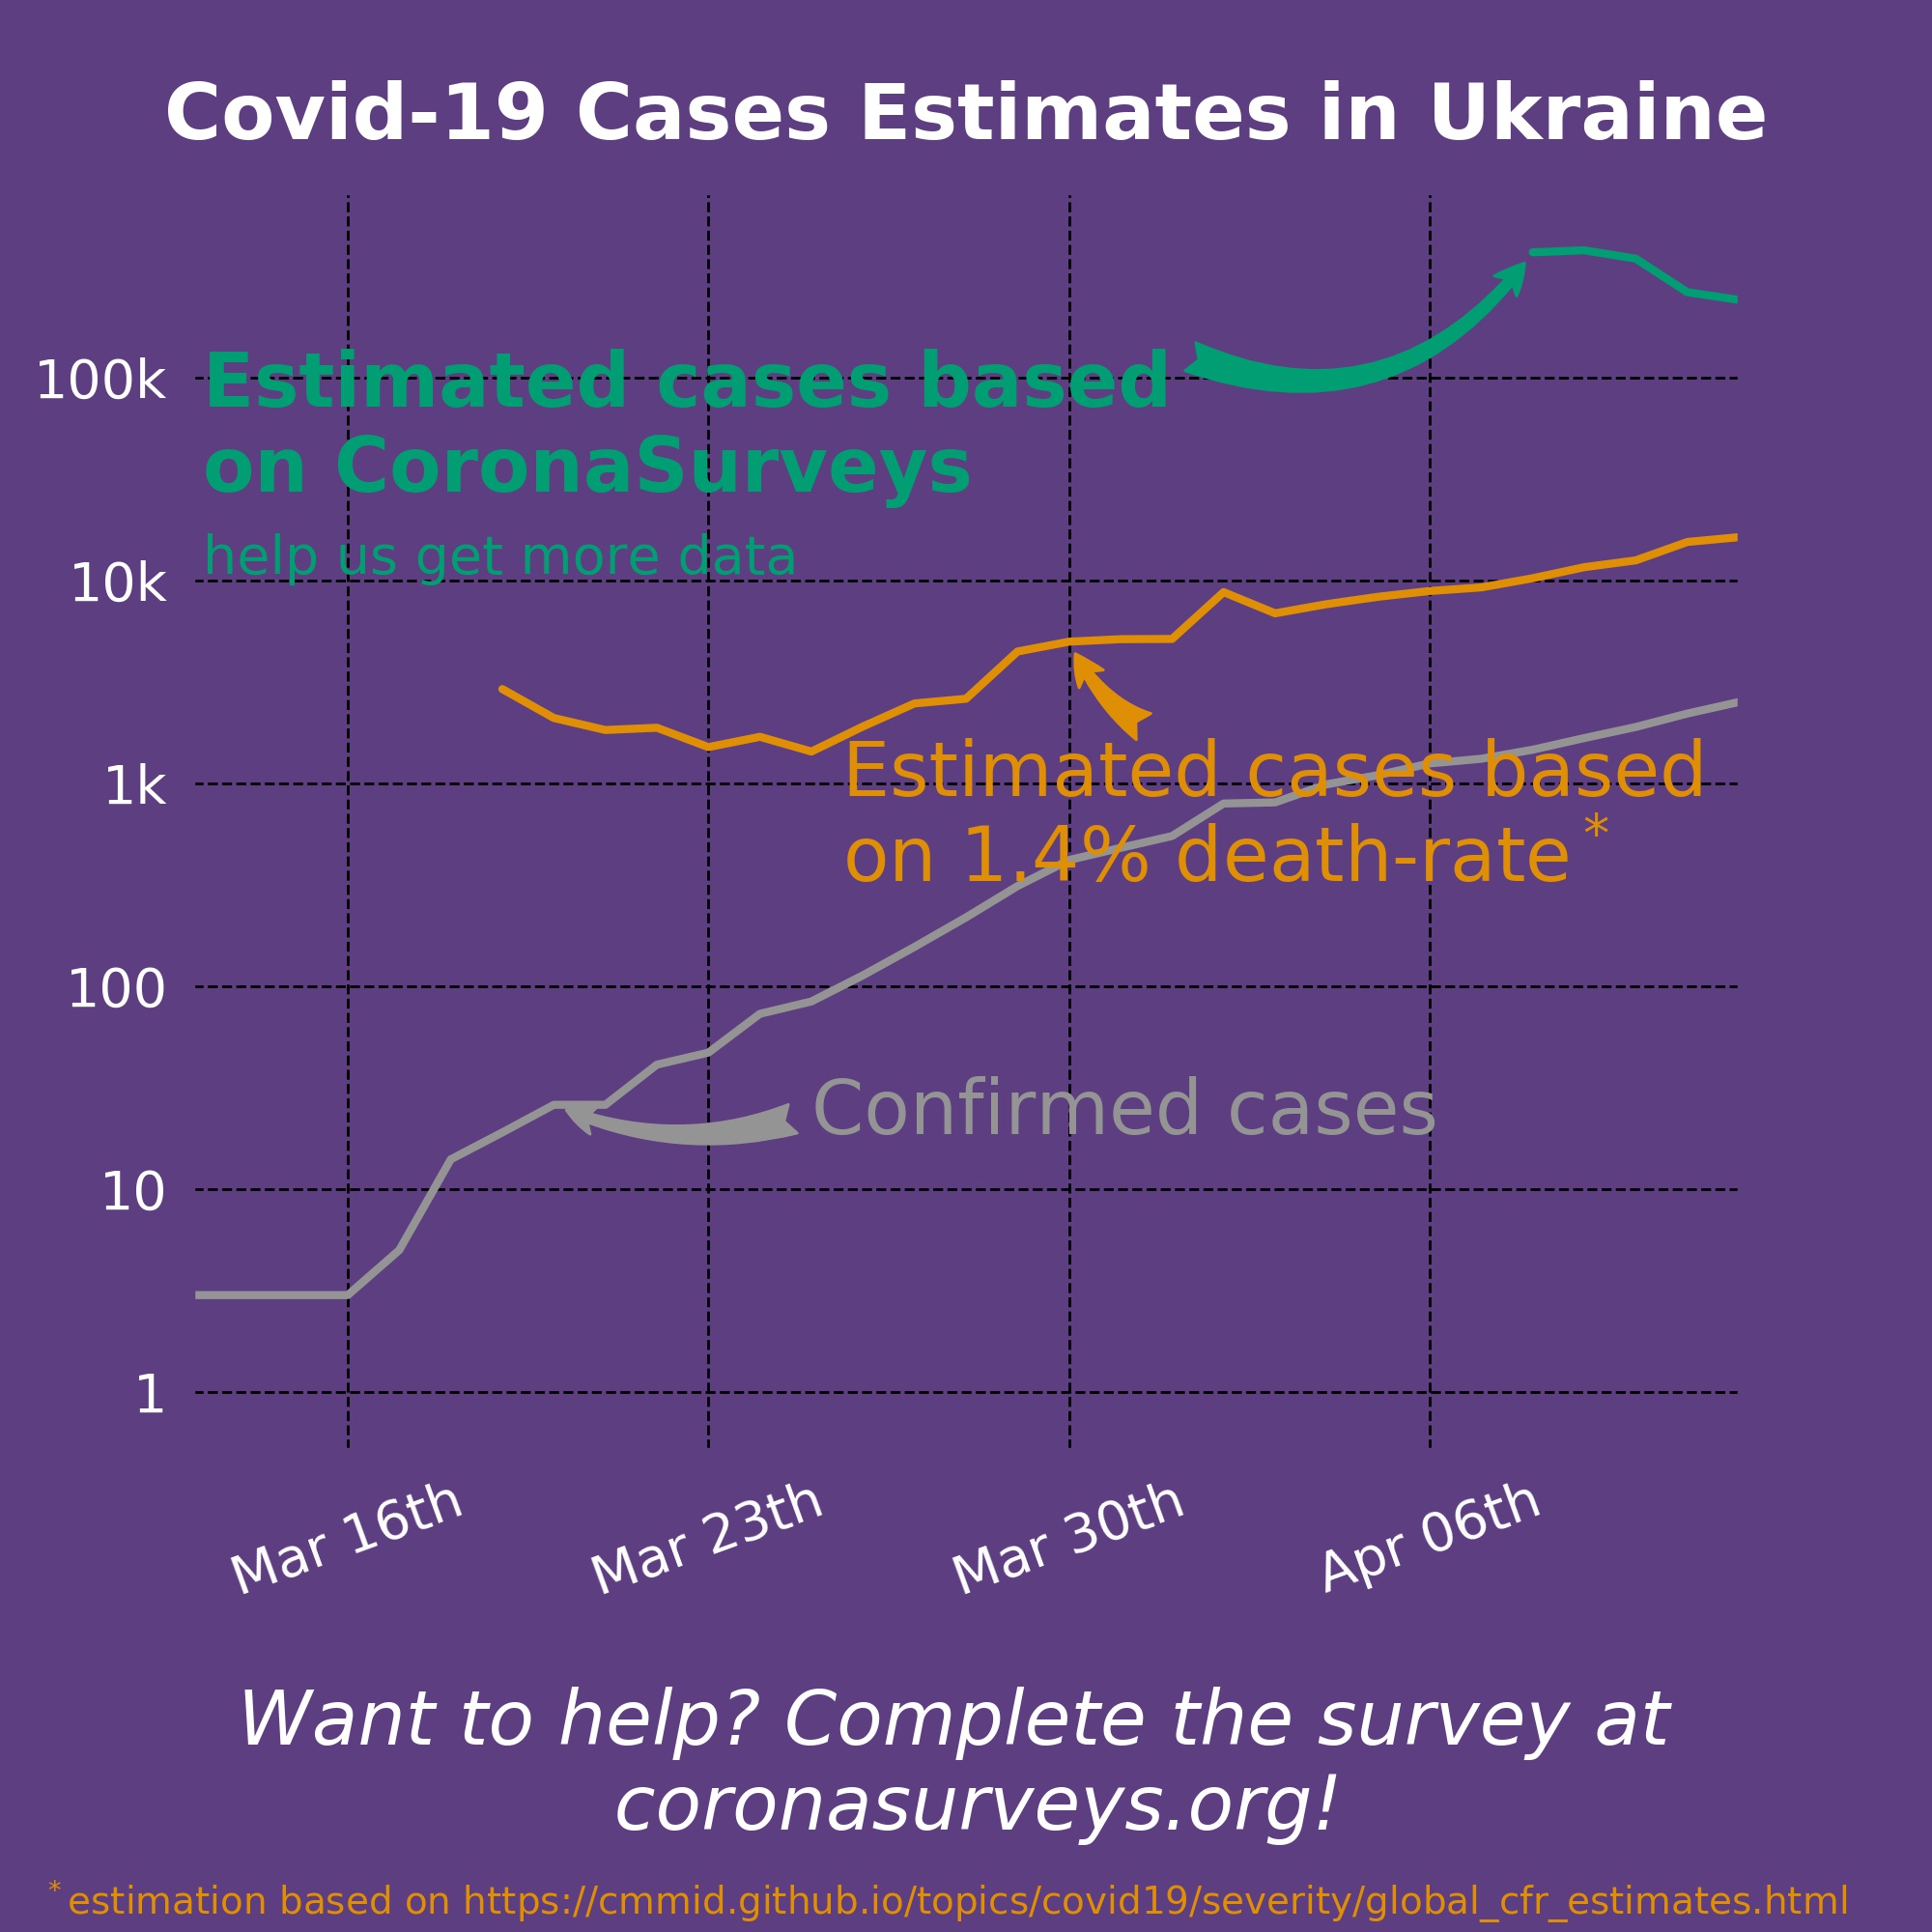 Covid-19 Cases Estimates in Ukraine
100k
10k
1k
100
10
1
Estimated cases based
on CoronaSurveys
help us get more data
Estimated cases based
on 1.4% death-rate*
Confirmed cases
Mar 16th
Mar 23th
Mar 30th
Apr 06th
Want to help? Complete the survey at
coronasurveys.org!
*estimation based on https://cmmid.github.io/topics/covid19/severity/global_cfr_estimates.html